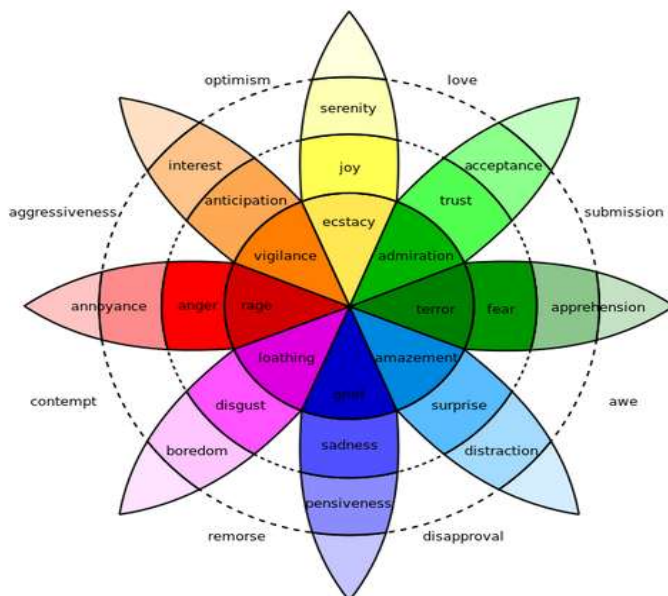 optimism
love
serenity
interest
acceptance
joy
anticipation
trust
aggressiveness
submission
ecstacy
vigilance
admiration
annoyance
anger
rage
terror
fear
apprehension
loathing
amazement
contempt
disgust
grief
surprise
awe
boredom
sadness
distraction
pensiveness
remorse
disapproval